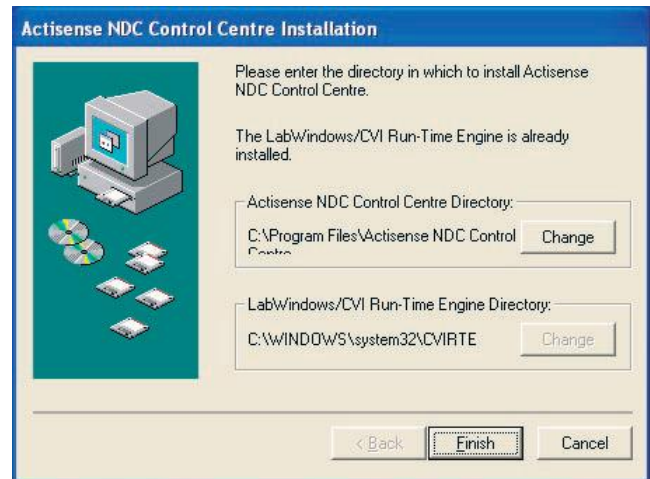 Actisense NDC Control Centre Installation
Please enter the directory in which to install Actisense
NDC Control Centre.
The LabWindows/CVI Run-Time Engine is already
installed.
Actisense NDC Control Centre Directory:
C:\Program Files\Actisense NDC Control
Centre
Change
LabWindows/CVI Run-Time Engine Directory:
C:\WINDOWS\system32\CVIRTE
Change
< Back
Finish
Cancel